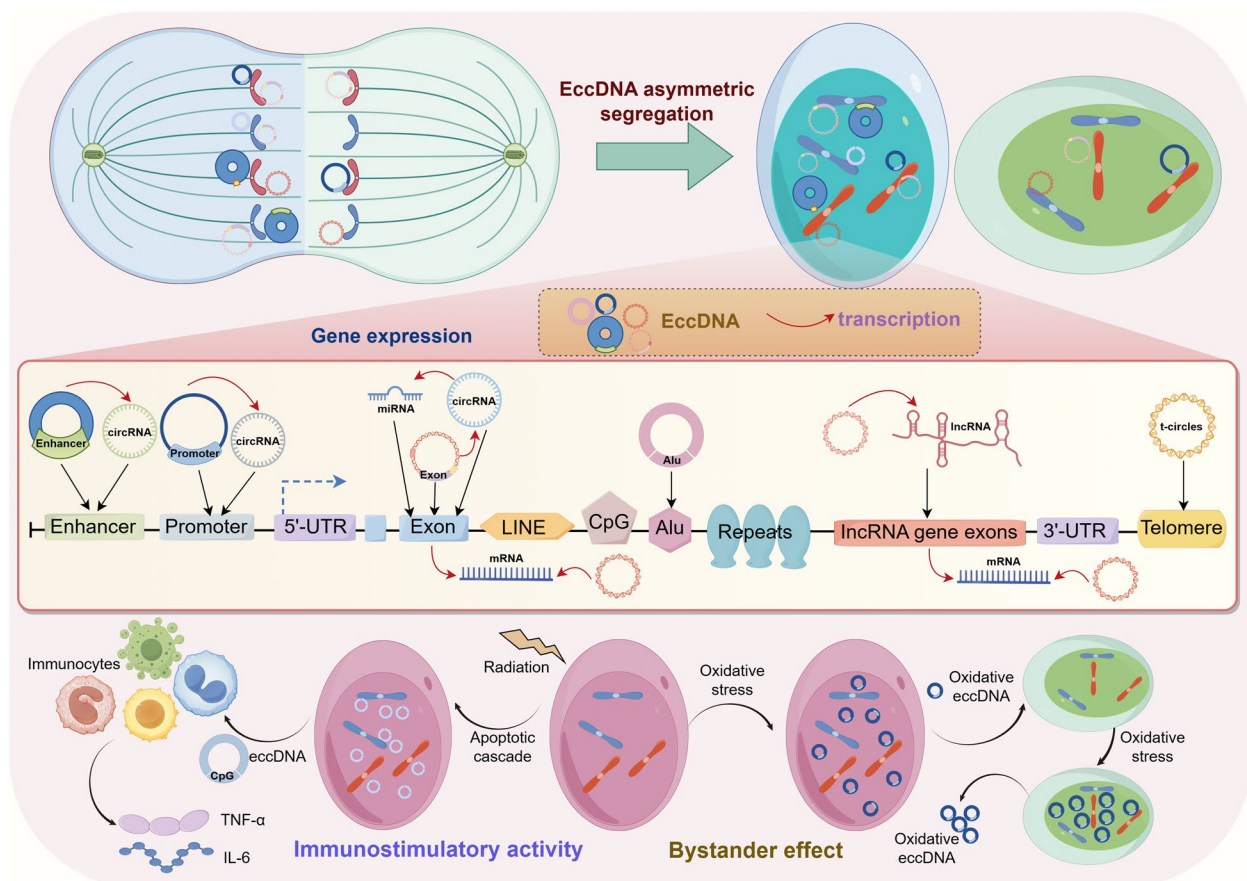 EccDNA asymmetric
segregation
EccDNA
transcription
Gene expression
Enhancer
circRNA
Promoter
circRNA
miRNA
circRNA
Exon
Alu
lncRNA
t-circles
Enhancer
Promoter
5'-UTR
Exon
LINE
CpG
Alu
Repeats
lncRNA gene exons
3'-UTR
Telomere
mRNA
mRNA
Immunocytes
eccDNA
CpG
TNF-α
IL-6
Radiation
Apoptotic
cascade
Oxidative
stress
Oxidative
eccDNA
Oxidative
stress
Oxidative
eccDNA
Immunostimulatory activity
Bystander effect